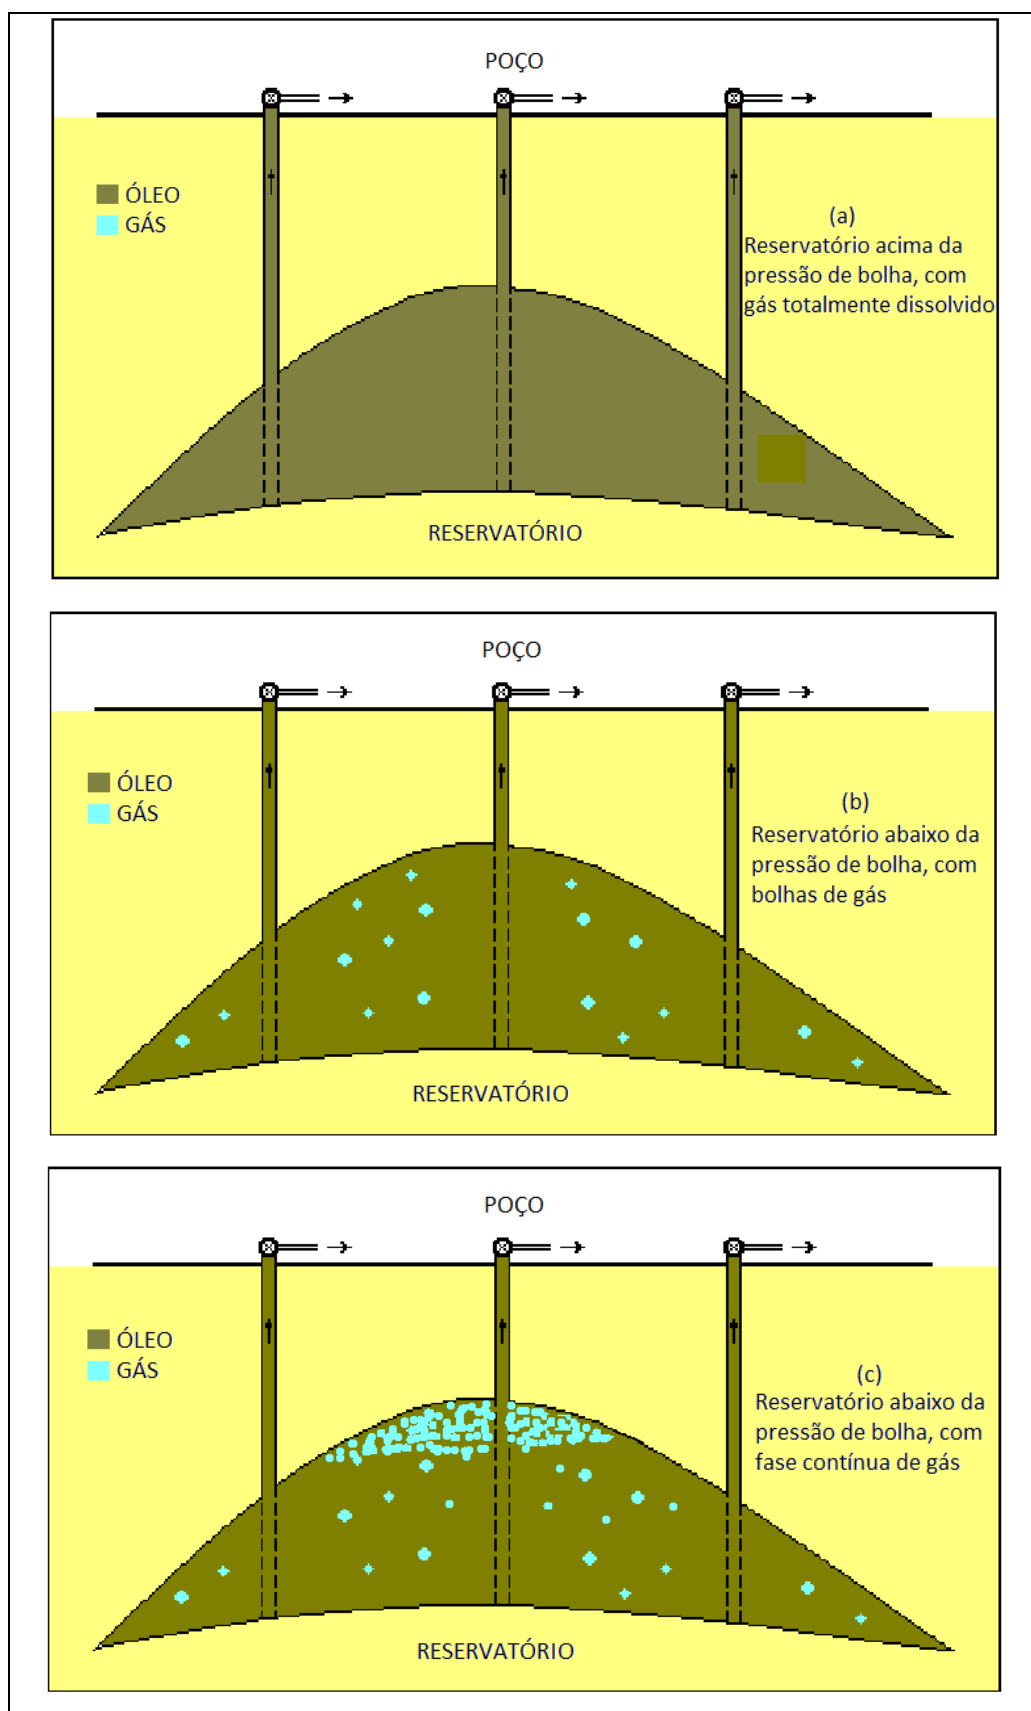 POÇO
ÓLEO
GÁS
(a)
Reservatório acima da
pressão de bolha, com
gás totalmente dissolvido
RESERVATÓRIO
POÇO
ÓLEO
GÁS
(b)
Reservatório abaixo da
pressão de bolha, com
bolhas de gás
RESERVATÓRIO
POÇO
ÓLEO
GÁS
(c)
Reservatório abaixo da
pressão de bolha, com
fase contínua de gás
RESERVATÓRIO